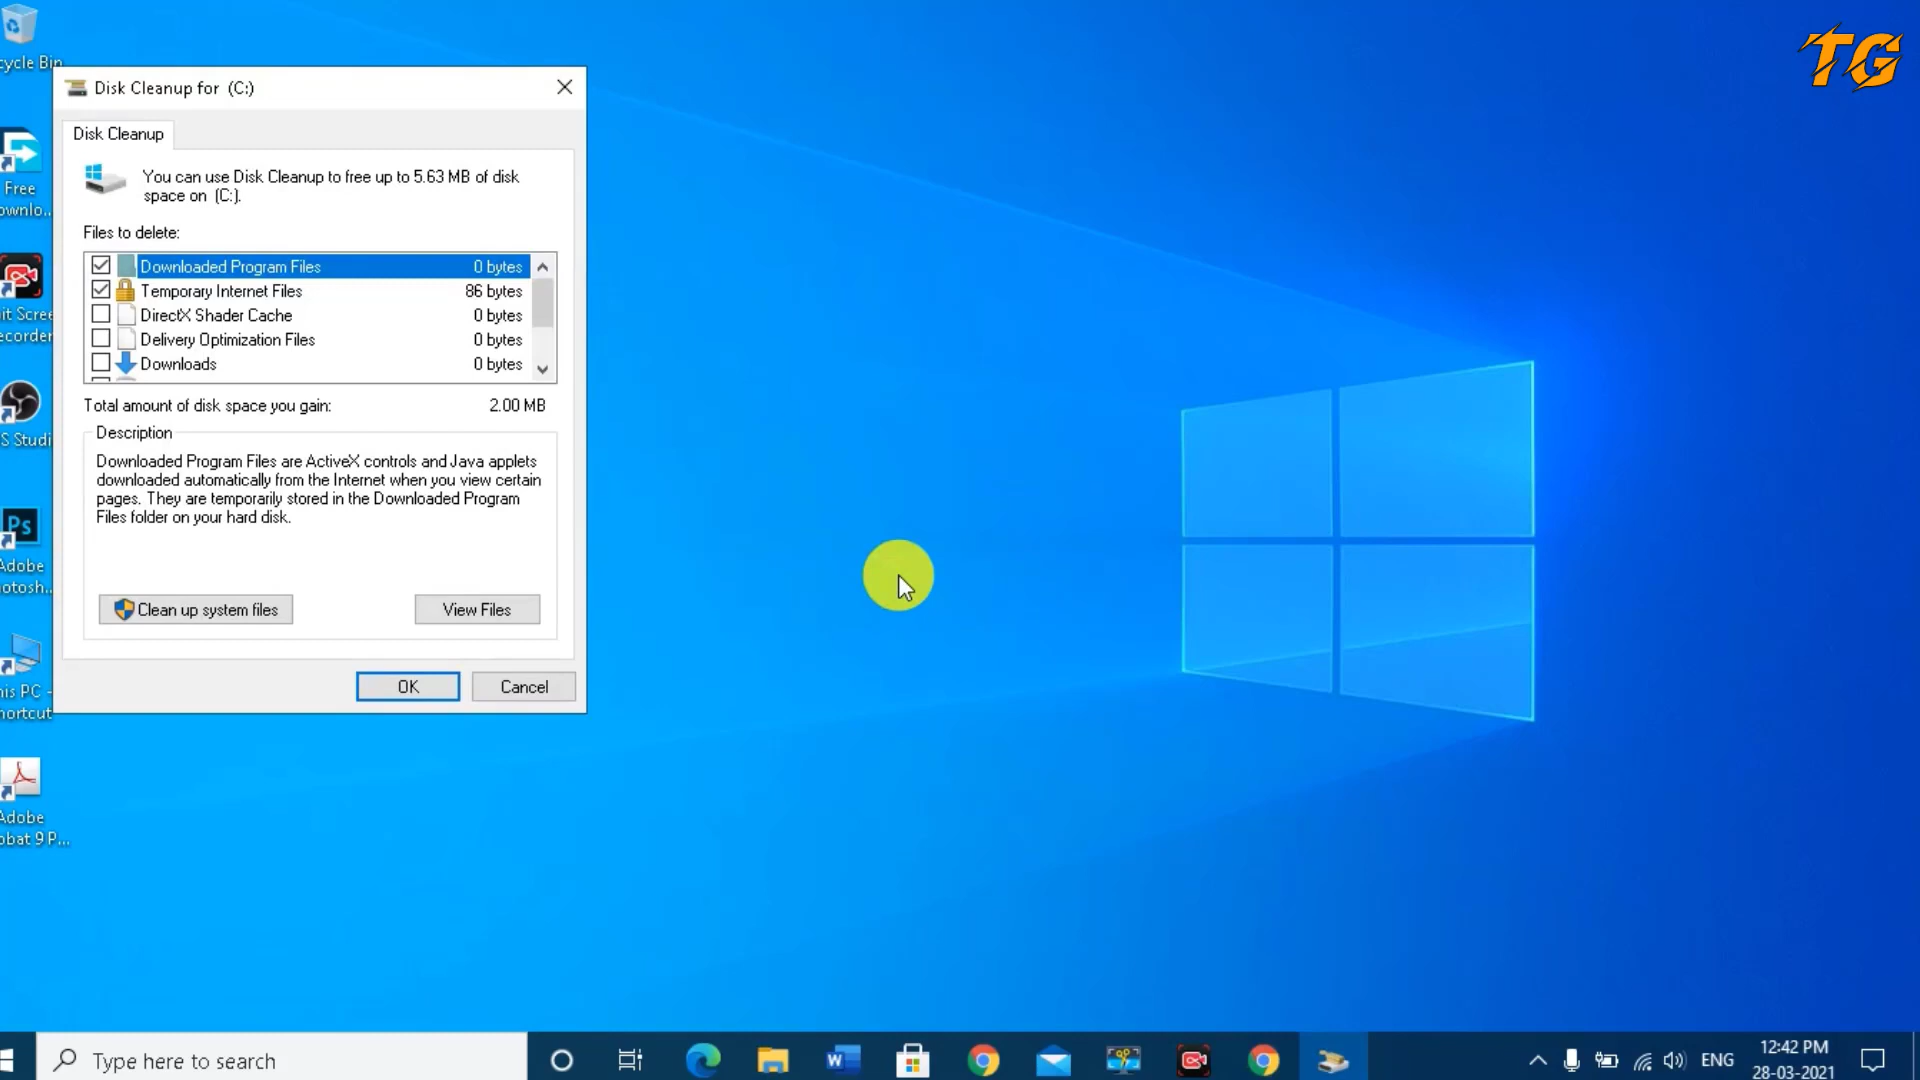 TG
cycle Bin
Disk Cleanup for (C:)
Disk Cleanup
You can use Disk Cleanup to free up to 5.63 MB of disk
space on (C:).
Files to delete:
Downloaded Program Files 0 bytes
Temporary Internet Files 86 bytes
DirectX Shader Cache 0 bytes
Delivery Optimization Files 0 bytes
Downloads 0 bytes
Total amount of disk space you gain: 2.00 MB
Description
Downloaded Program Files are ActiveX controls and Java applets
downloaded automatically from the Internet when you view certain
pages. They are temporarily stored in the Downloaded Program
Files folder on your hard disk.
Clean up system files View Files
OK Cancel
Free
ownlo...
it Scree
ecorder
S Studi
Ps
Adobe
otosh...
his PC -
hortcut
Adobe
obat 9 P...
Type here to search
W
ENG
12:42 PM
28-03-2021